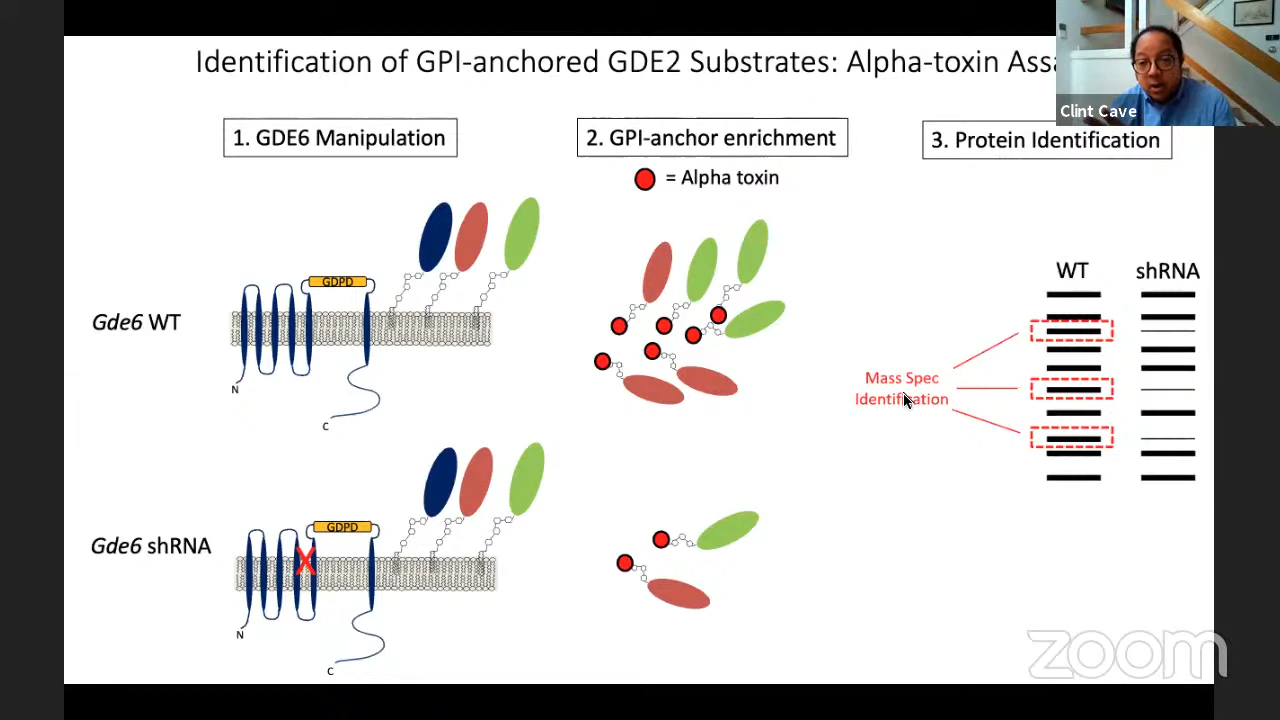 Identification of GPI-anchored GDE2 Substrates: Alpha-toxin Assa
Clint Cave
1. GDE6 Manipulation
2. GPI-anchor enrichment
3. Protein Identification
= Alpha toxin
GDPD
Gde6 WT
N
C
WT
shRNA
Mass Spec
Identification
GDPD
Gde6 shRNA
X
N
C
zoom